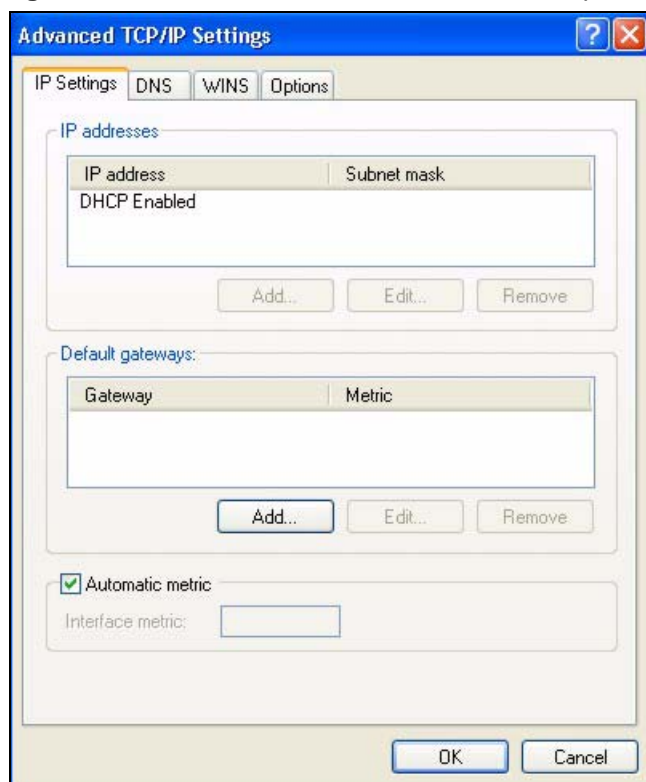 Advanced TCP/IP Settings
IP Settings DNS WINS Options
IP addresses
IP address Subnet mask
DHCP Enabled
Add... Edit... Remove
Default gateways:
Gateway Metric
Add... Edit... Remove
Automatic metric
Interface metric:
OK Cancel